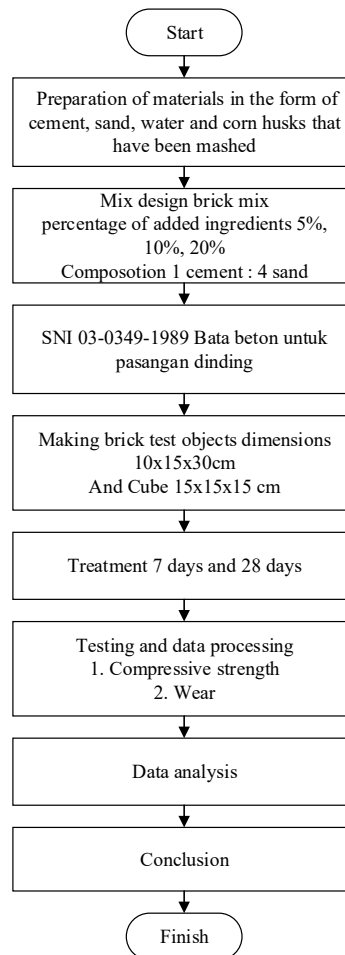 Start
Preparation of materials in the form of
cement, sand, water and corn husks that
have been mashed
Mix design brick mix
percentage of added ingredients 5%,
10%, 20%
Composotion 1 cement : 4 sand
SNI 03-0349-1989 Bata beton untuk
pasangan dinding
Making brick test objects dimensions
10x15x30cm
And Cube 15x15x15 cm
Treatment 7 days and 28 days
Testing and data processing
1. Compressive strength
2. Wear
Data analysis
Conclusion
Finish